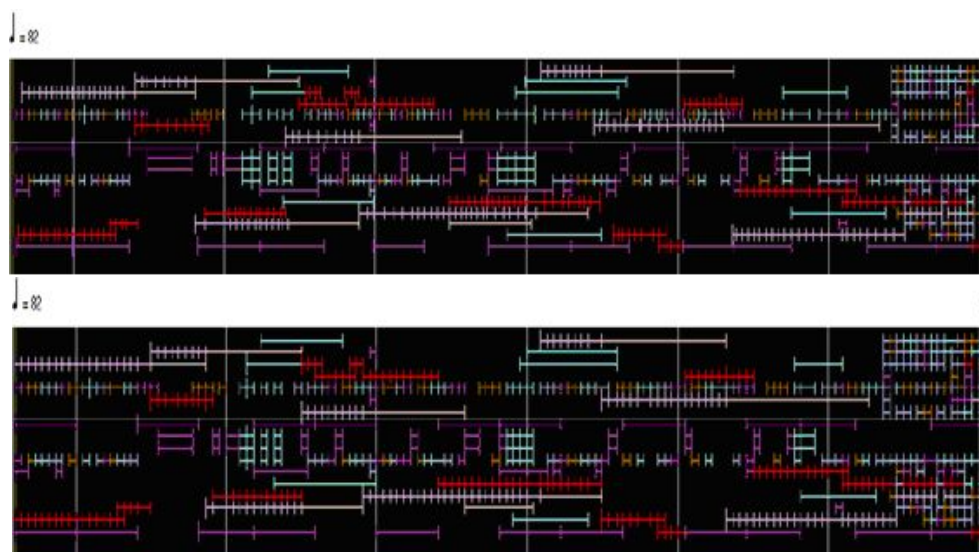 ♩ = 82
♩ = 82